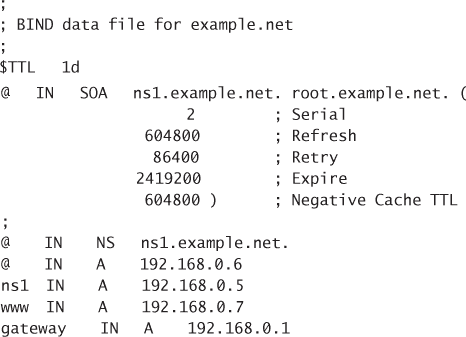 ;
; BIND data file for example.net
;
$TTL 1d
@ IN SOA ns1.example.net. root.example.net. (
2 ; Serial
604800 ; Refresh
86400 ; Retry
2419200 ; Expire
604800 ) ; Negative Cache TTL
;
@ IN NS ns1.example.net.
@ IN A 192.168.0.6
ns1 IN A 192.168.0.5
www IN A 192.168.0.7
gateway IN A 192.168.0.1